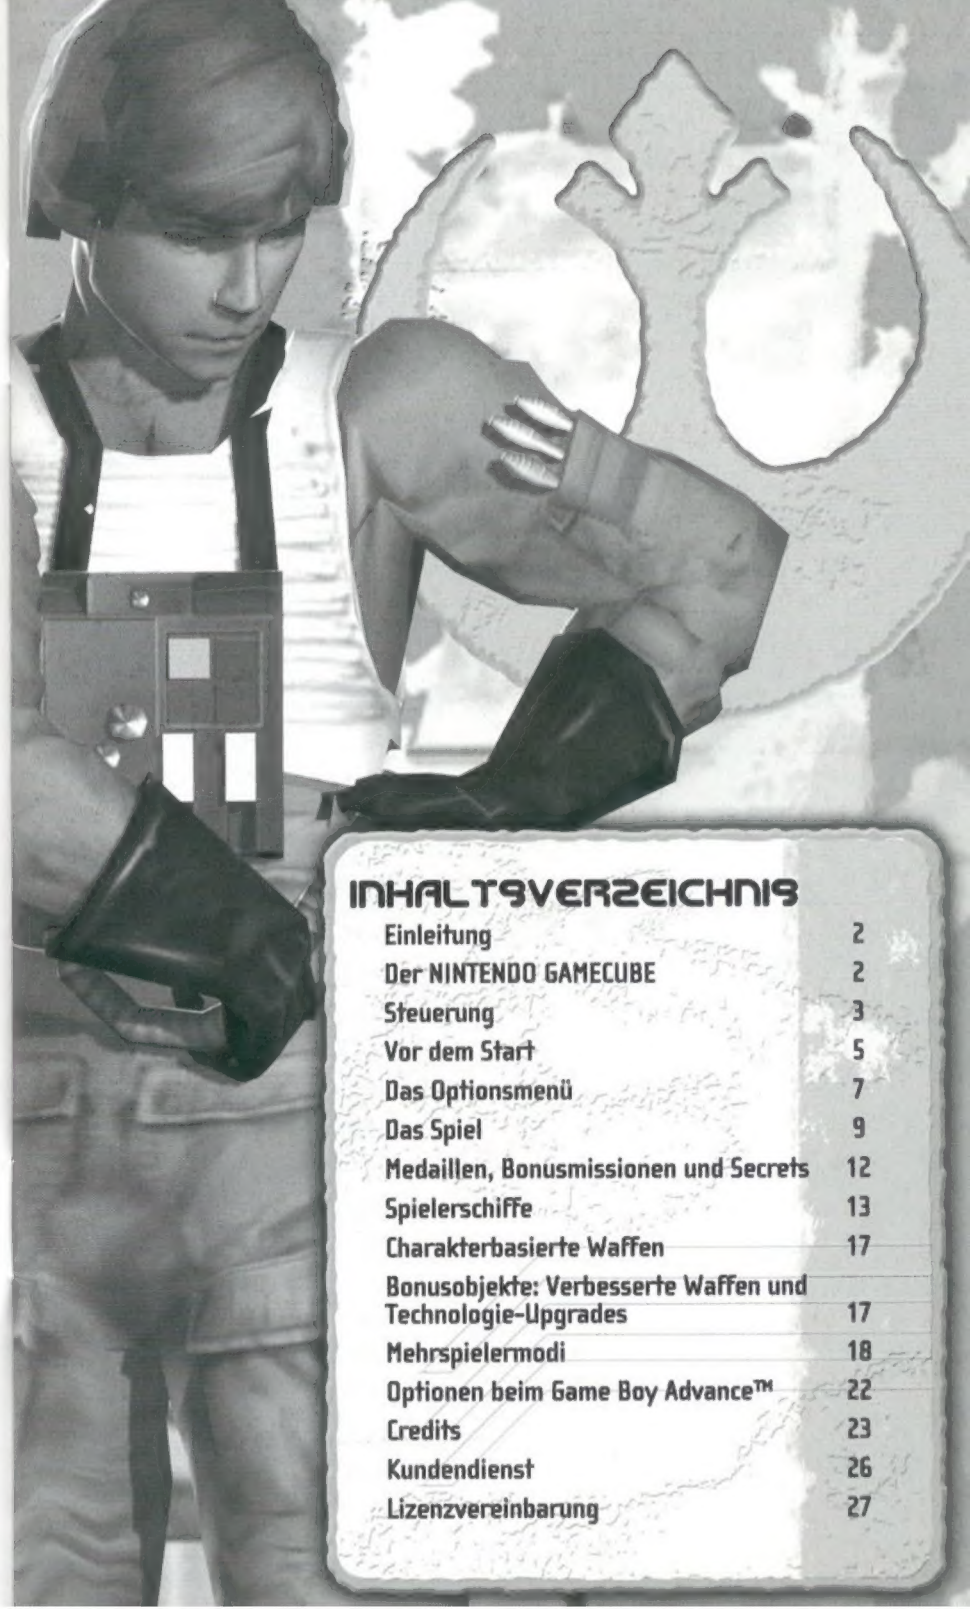 INHALTSVERZEICHNIS
Einleitung 2
Der NINTENDO GAMECUBE 2
Steuerung 3
Vor dem Start 5
Das Optionsmenü 7
Das Spiel 9
Medaillen, Bonusmissionen und Secrets 12
Spielerschiffe 13
Charakterbasierte Waffen 17
Bonusobjekte: Verbesserte Waffen und
Technologie-Upgrades 17
Mehrspielermodi 18
Optionen beim Game Boy Advance™ 22
Credits 23
Kundendienst 26
Lizenzvereinbarung 27